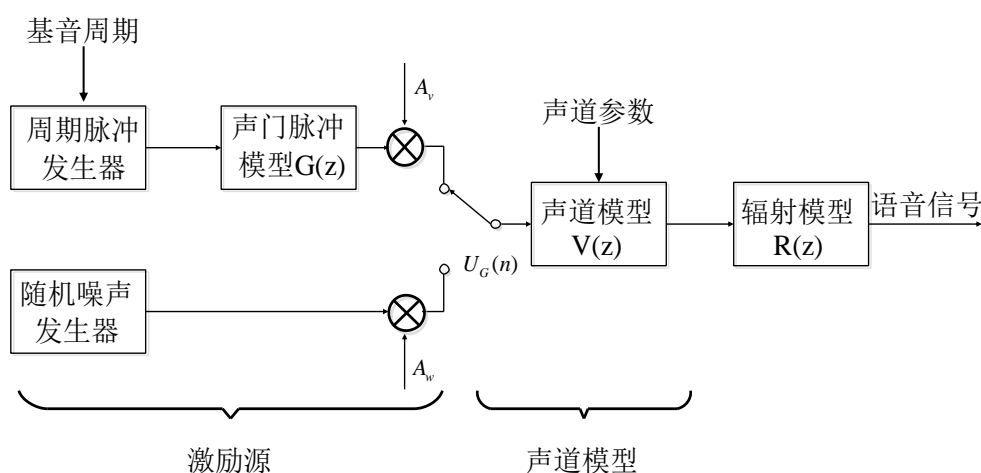 基音周期
周期脉冲
发生器
声门脉冲
模型G(z)
A_v
声道参数
声道模型
V(z)
辐射模型
R(z)
语音信号
U_G(n)
随机噪声
发生器
A_w
激励源
声道模型